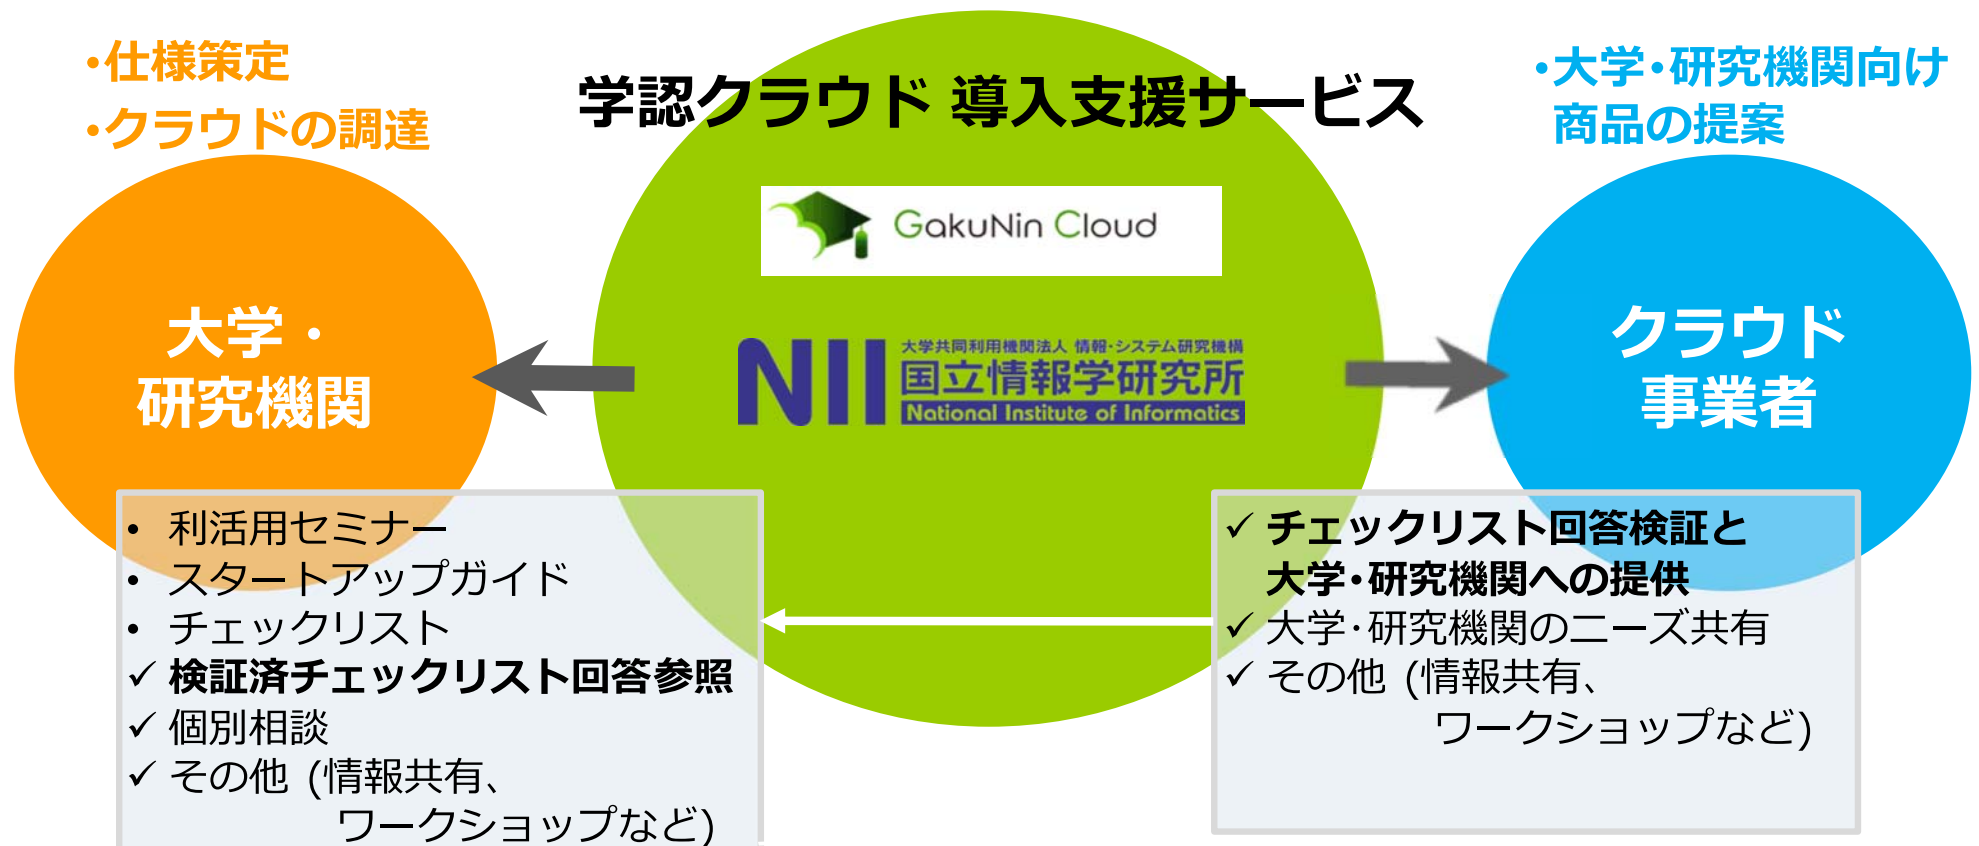 ・仕様策定
・クラウドの調達
学認クラウド 導入支援サービス
・大学・研究機関向け
商品の提案
GakuNin Cloud
大学・
研究機関
NII
大学共同利用機関法人 情報・システム研究機構
国立情報学研究所
National Institute of Informatics
クラウド
事業者
• 利活用セミナー
• スタートアップガイド
• チェックリスト
✓ 検証済チェックリスト回答参照
✓ 個別相談
✓ その他 (情報共有、
ワークショップなど)
✓ チェックリスト回答検証と
大学・研究機関への提供
✓ 大学・研究機関のニーズ共有
✓ その他 (情報共有、
ワークショップなど)